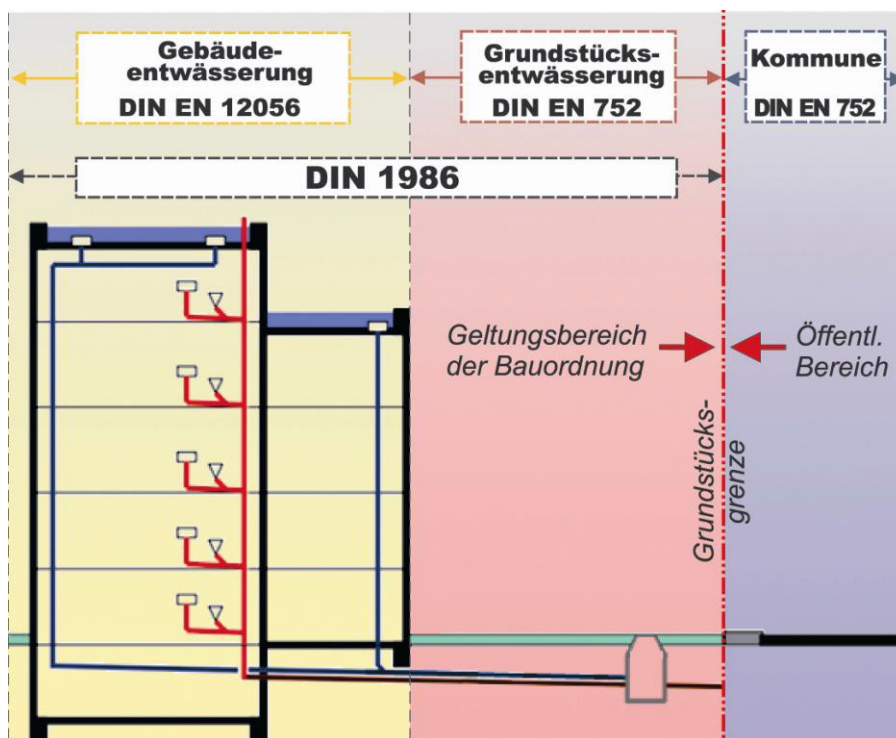 Gebäude-
entwässerung
DIN EN 12056
Grundstücks-
entwässerung
DIN EN 752
Kommune
DIN EN 752
DIN 1986
Geltungsbereich
der Bauordnung
Öffentl.
Bereich
Grundstücks-
grenze